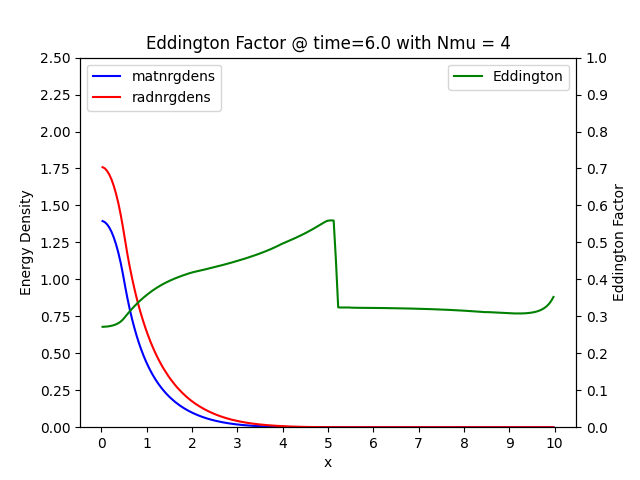 Eddington Factor @ time=6.0 with Nmu = 4
matnrgdens
radnrgdens
Eddington
Energy Density
2.50
2.25
2.00
1.75
1.50
1.25
1.00
0.75
0.50
0.25
0.00
1.0
0.9
0.8
0.7
0.6
0.5
0.4
0.3
0.2
0.1
0.0
Eddington Factor
0 1 2 3 4 5 6 7 8 9 10
x